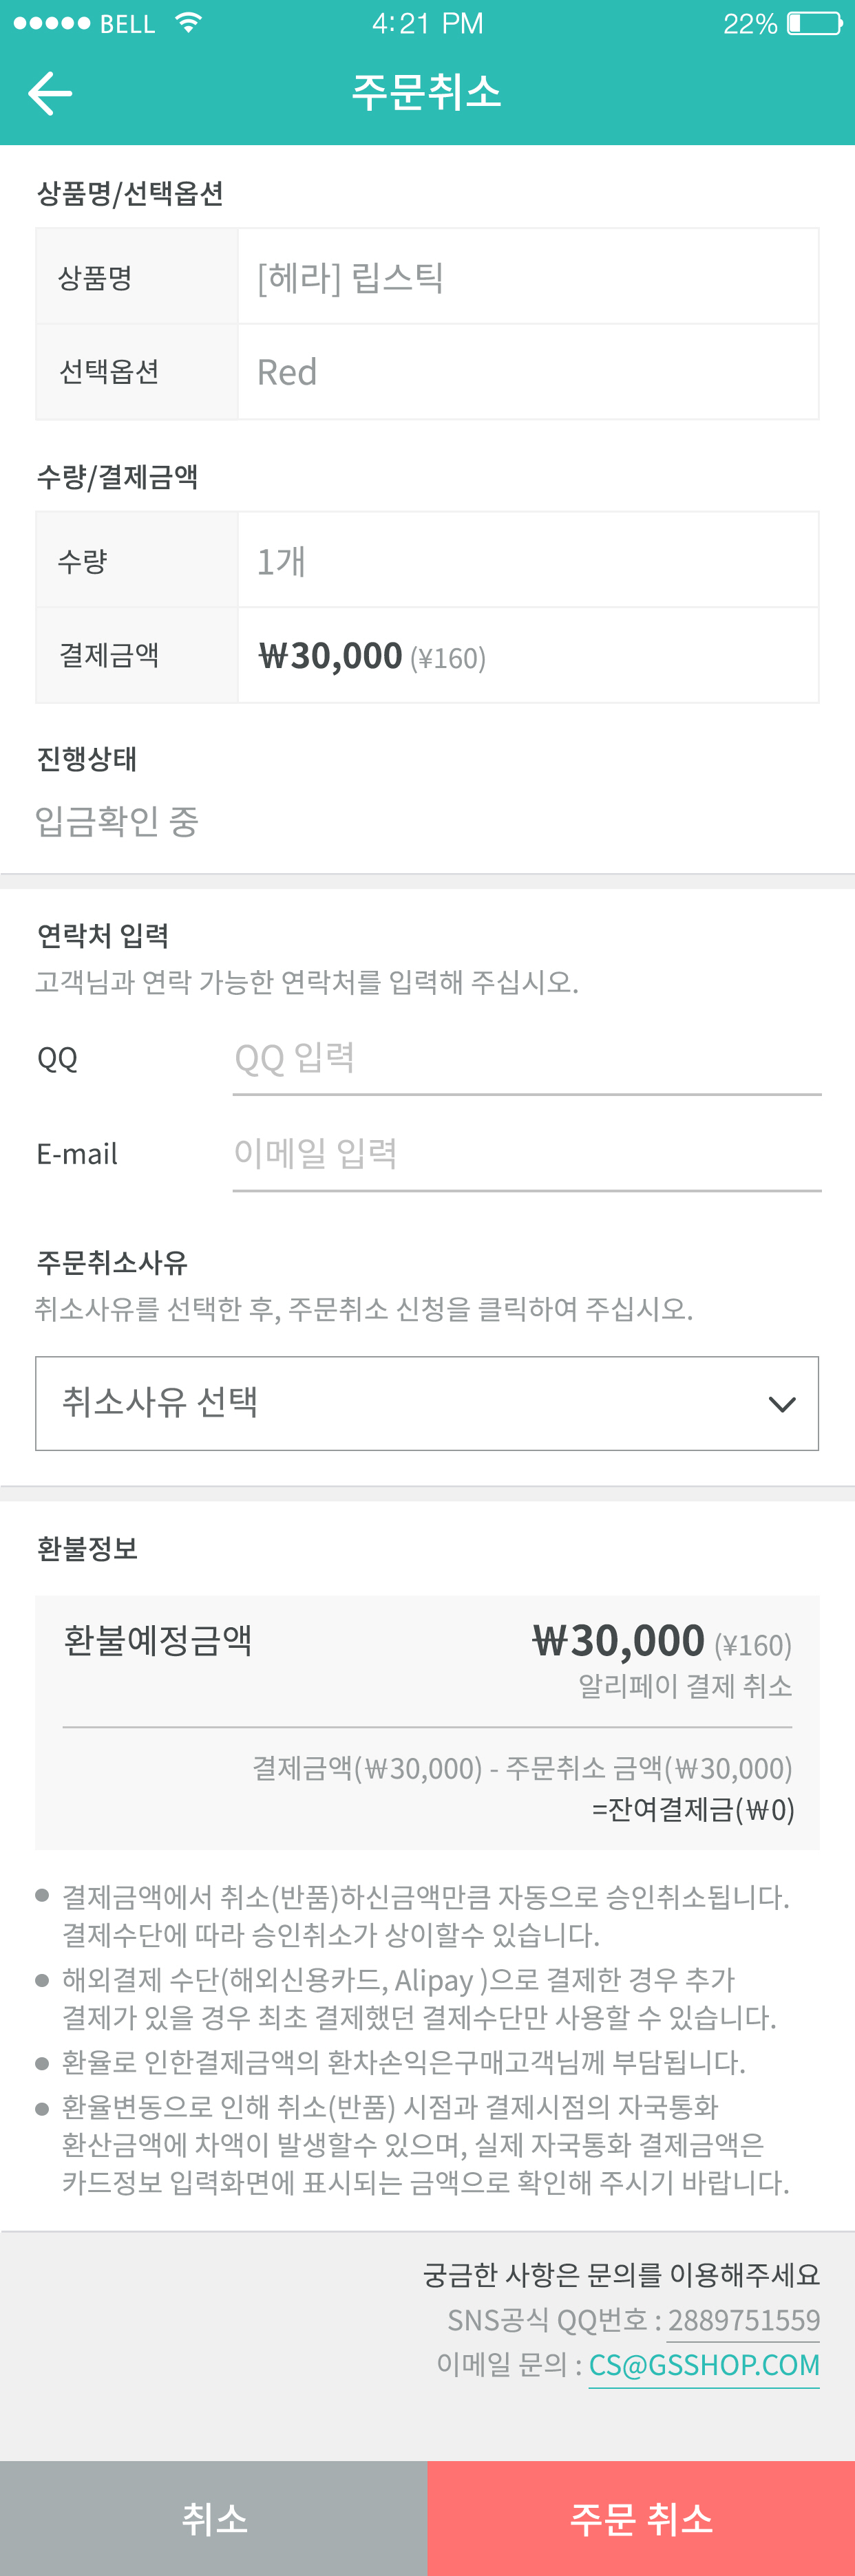 BELL 4:21 PM 22%
주문취소
상품명/선택옵션
상품명 [헤라] 립스틱
선택옵션 Red
수량/결제금액
수량 1개
결제금액 ₩30,000 (¥160)
진행상태
입금확인 중
연락처 입력
고객님과 연락 가능한 연락처를 입력해 주십시오.
QQ QQ 입력
E-mail 이메일 입력
주문취소사유
취소사유를 선택한 후, 주문취소 신청을 클릭하여 주십시오.
취소사유 선택
환불정보
환불예정금액 ₩30,000 (¥160)
알리페이 결제 취소
결제금액(₩30,000) - 주문취소 금액(₩30,000)
=잔여결제금(₩0)
결제금액에서 취소(반품)하신금액만큼 자동으로 승인취소됩니다.
결제수단에 따라 승인취소가 상이할수 있습니다.
해외결제 수단(해외신용카드, Alipay )으로 결제한 경우 추가
결제가 있을 경우 최초 결제했던 결제수단만 사용할 수 있습니다.
환율로 인한결제금액의 환차손익은구매고객님께 부담됩니다.
환율변동으로 인해 취소(반품) 시점과 결제시점의 자국통화
환산금액에 차액이 발생할수 있으며, 실제 자국통화 결제금액은
카드정보 입력화면에 표시되는 금액으로 확인해 주시기 바랍니다.
궁금한 사항은 문의를 이용해주세요
SNS공식 QQ번호 : 2889751559
이메일 문의 : CS@GSSHOP.COM
취소 주문 취소